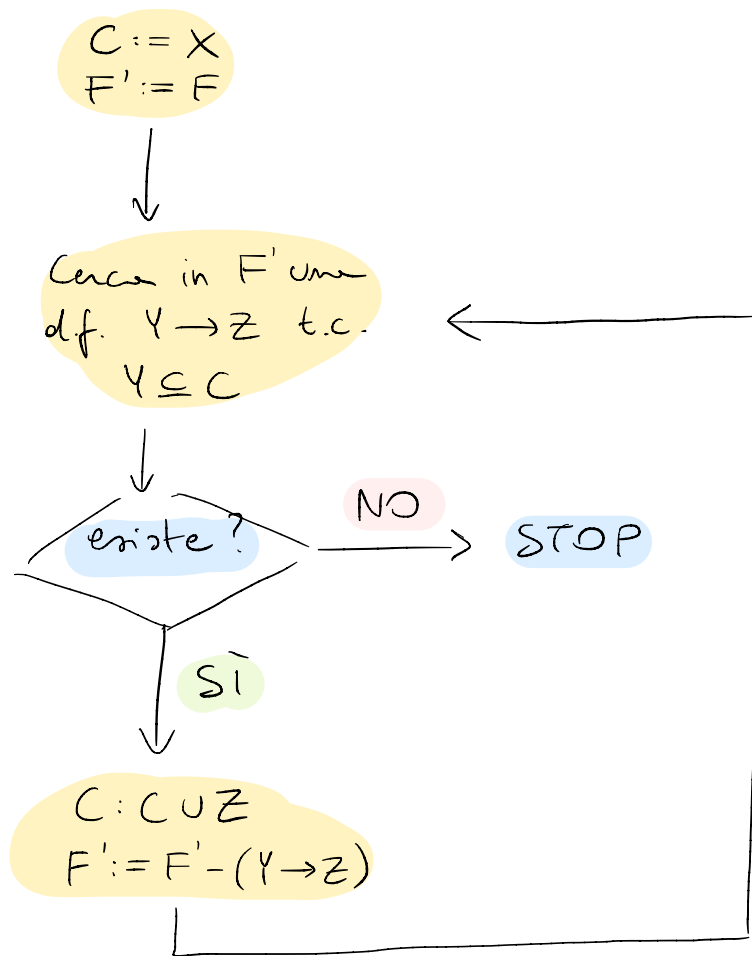 C := X
F' := F
Cerca in F' una
d.f. Y → Z t.c.
Y ⊆ C
esiste?
NO
STOP
SÌ
C : C ∪ Z
F' := F' - (Y → Z)